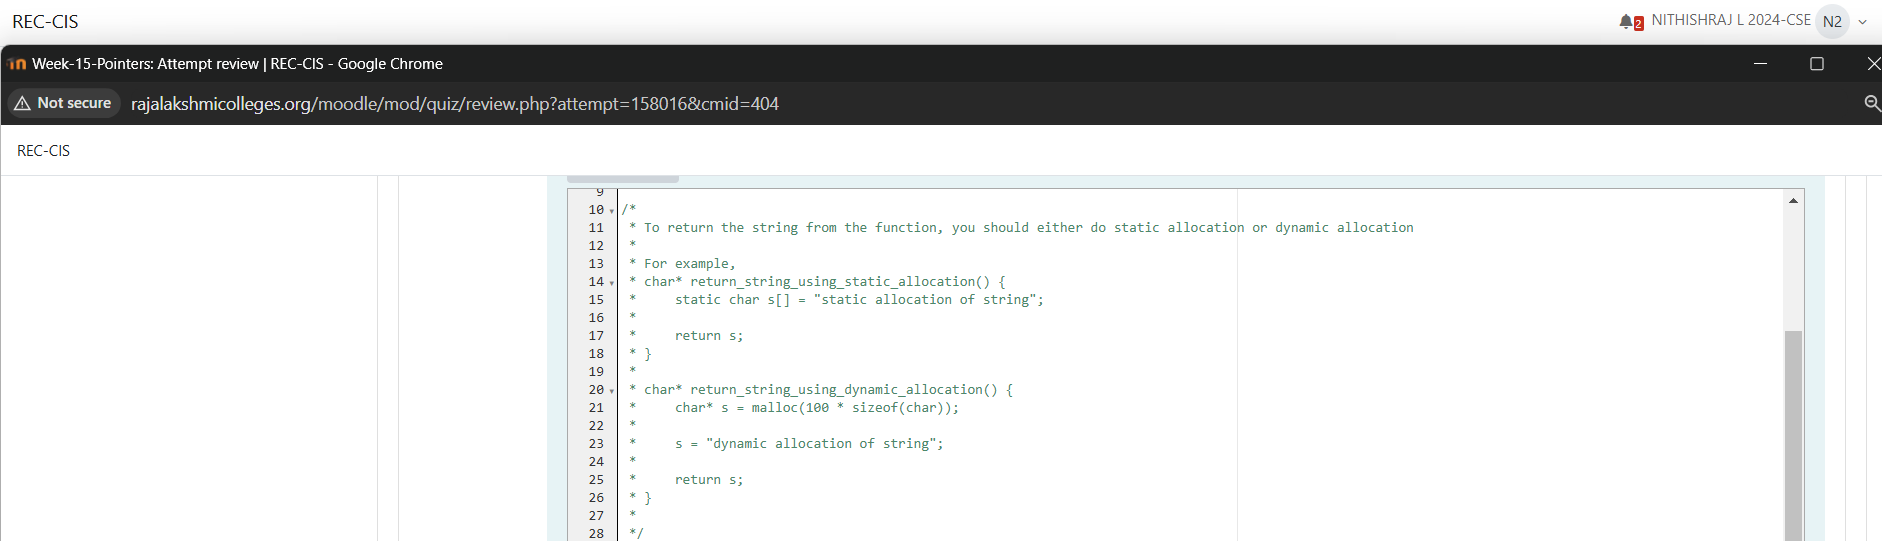 REC-CIS
2 NITHISHRAJ L 2024-CSE N2
Week-15-Pointers: Attempt review | REC-CIS - Google Chrome
Not secure rajalakshmicolleges.org/moodle/mod/quiz/review.php?attempt=158016&cmid=404
REC-CIS
9
10 /*
11 * To return the string from the function, you should either do static allocation or dynamic allocation
12 *
13 * For example,
14 * char* return_string_using_static_allocation() {
15 *     static char s[] = "static allocation of string";
16 *
17 *     return s;
18 * }
19 *
20 * char* return_string_using_dynamic_allocation() {
21 *     char* s = malloc(100 * sizeof(char));
22 *
23 *     s = "dynamic allocation of string";
24 *
25 *     return s;
26 * }
27 *
28 */